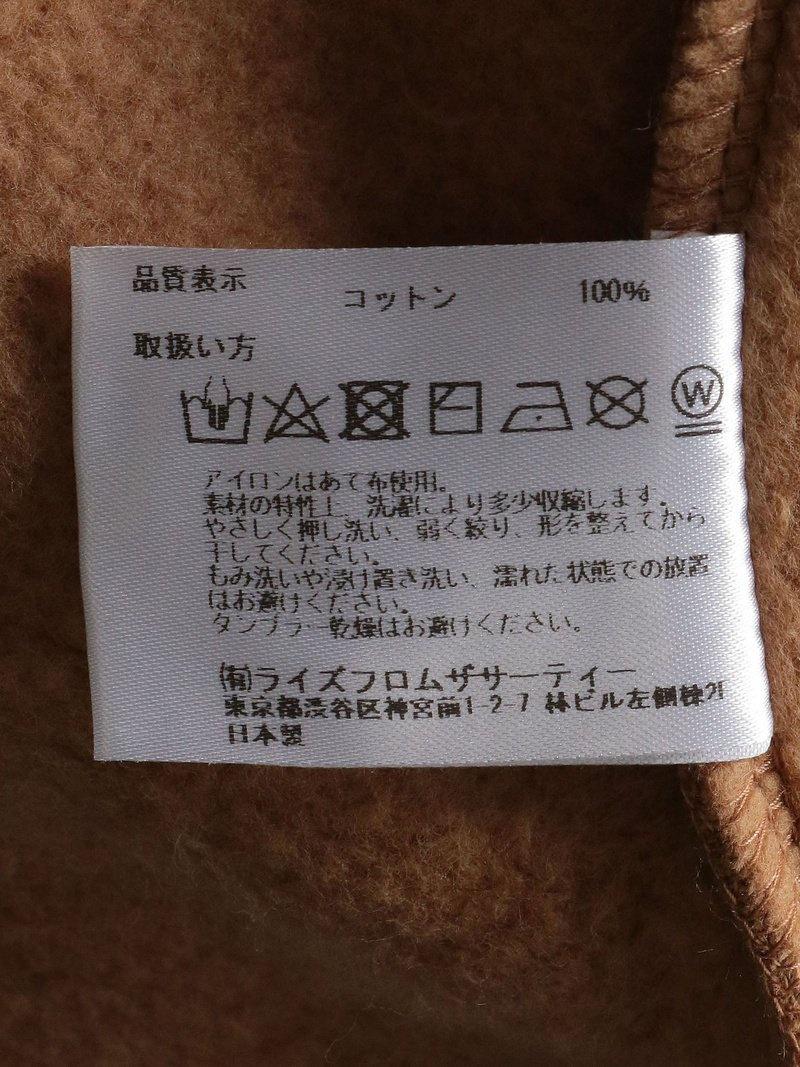 品質表示
コットン 100%
取扱い方
W
アイロンはあて布使用。
素材の特性上、洗濯により多少収縮します。
やさしく押し洗い、弱く絞り、形を整えてから
干してください。
もみ洗いや浸け置き洗い、濡れた状態での放置
はお避けください。
タンブラー乾燥はお避けください。
(有)ライズフロムザサーティー
東京都渋谷区神宮前1-2-7 林ビル左側棟2F
日本製